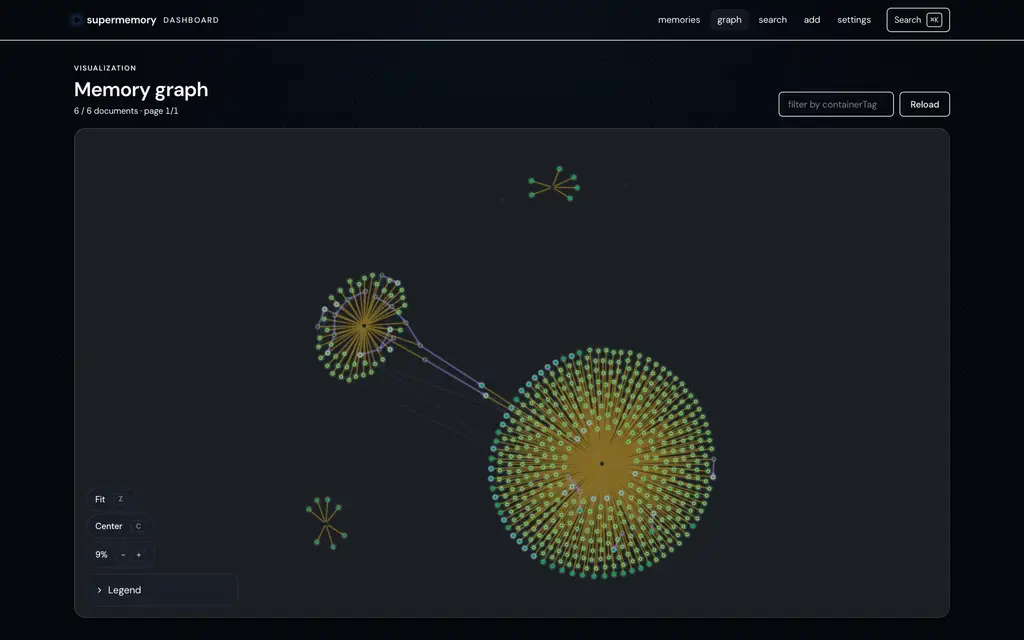 supermemory DASHBOARD
memories graph search add settings Search ⌘K
VISUALIZATION
Memory graph
6 / 6 documents · page 1/1
filter by containerTag Reload
Fit Z
Center C
9% - +
Legend